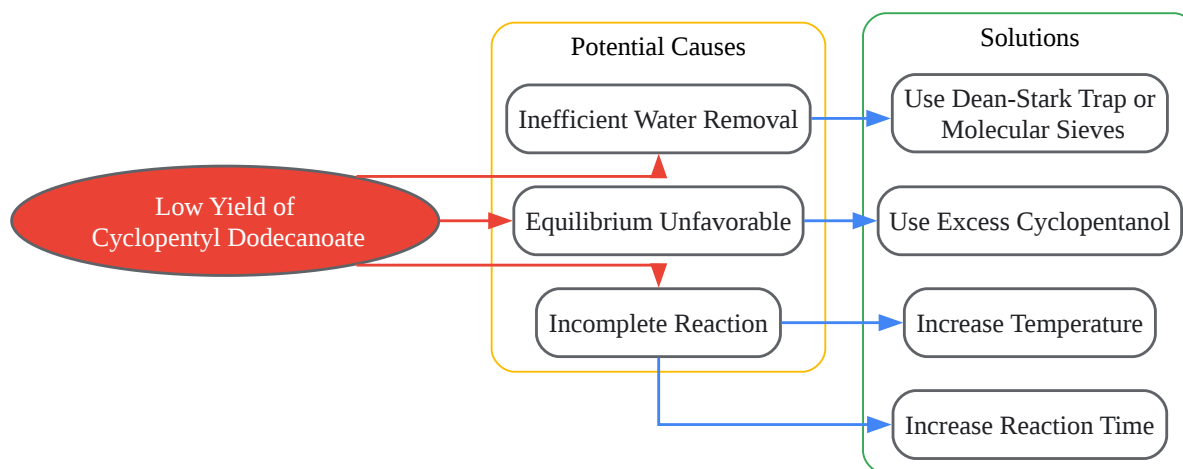 Potential Causes
Solutions
Inefficient Water Removal
Use Dean-Stark Trap or
Molecular Sieves
Low Yield of
Cyclopentyl Dodecanoate
Equilibrium Unfavorable
Use Excess Cyclopentanol
Incomplete Reaction
Increase Temperature
Increase Reaction Time